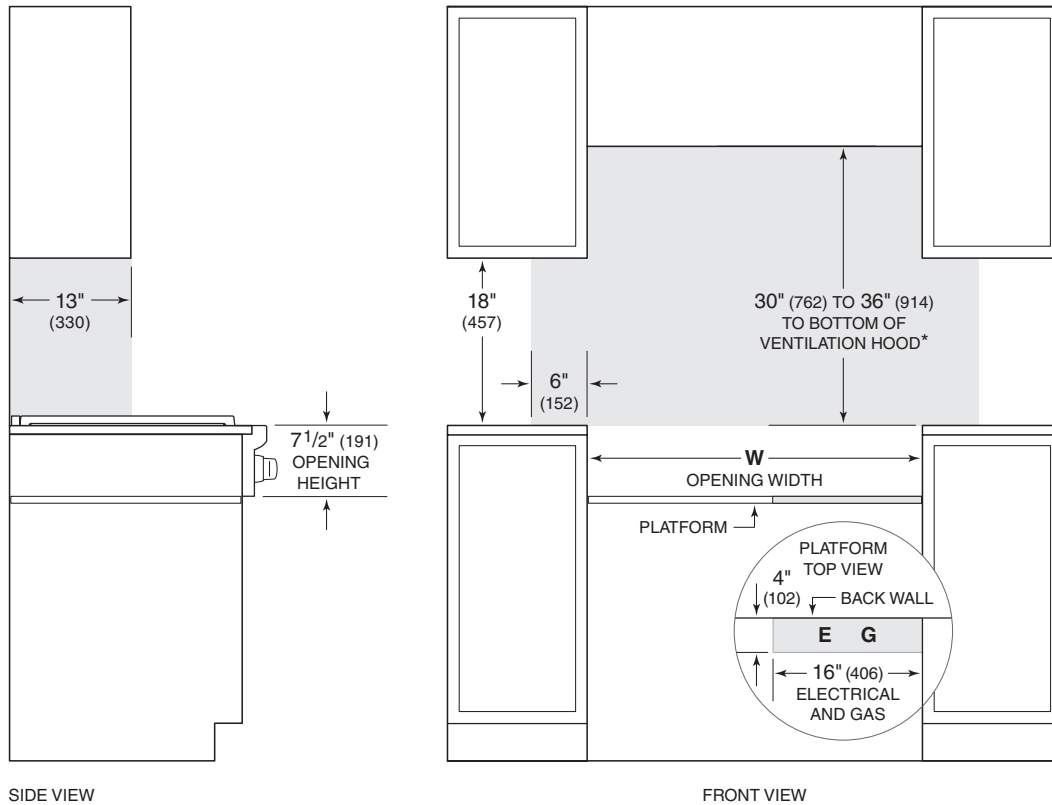 13"
(330)
7 1/2" (191)
OPENING
HEIGHT
SIDE VIEW
18"
(457)
6"
(152)
30" (762) TO 36" (914)
TO BOTTOM OF
VENTILATION HOOD*
W
OPENING WIDTH
PLATFORM
PLATFORM
TOP VIEW
4"
(102)
BACK WALL
E G
16" (406)
ELECTRICAL
AND GAS
FRONT VIEW